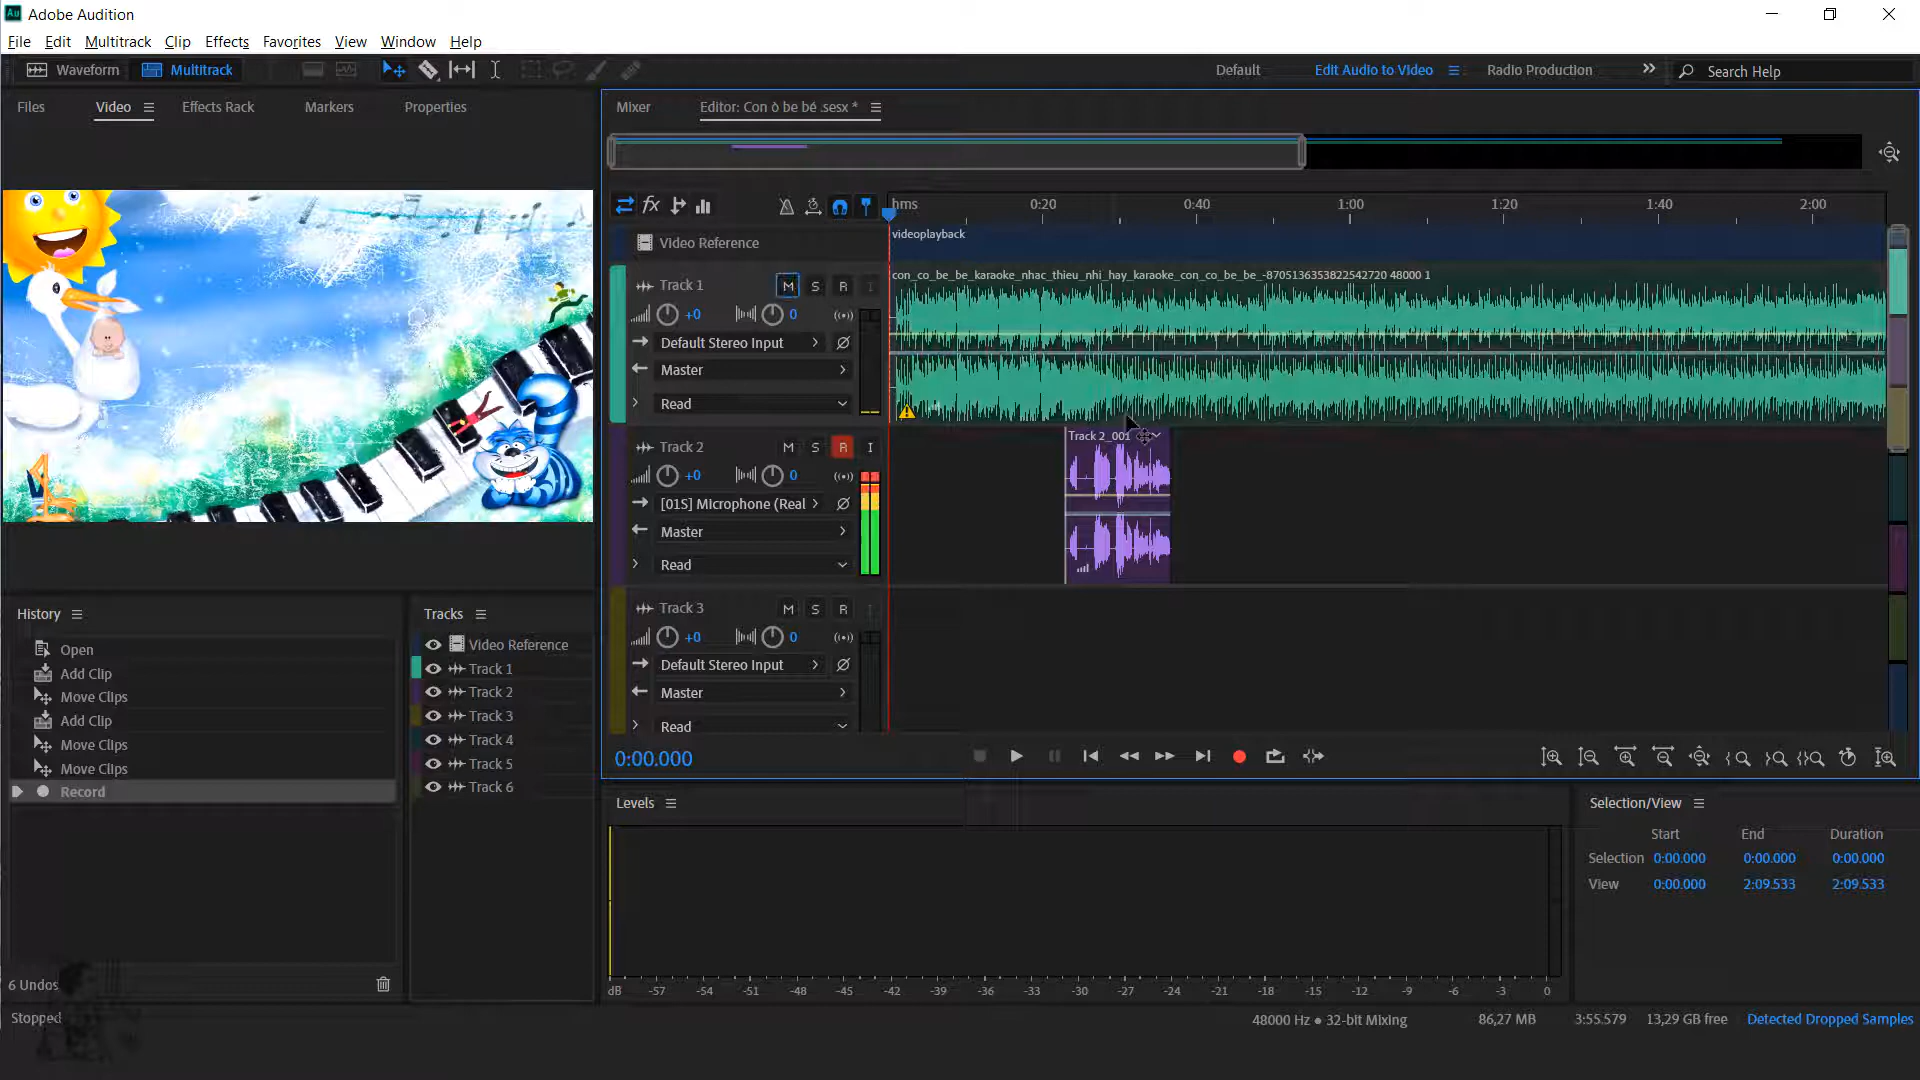 Adobe Audition
File Edit Multitrack Clip Effects Favorites View Window Help
Waveform Multitrack Default Edit Audio to Video Radio Production Search Help
Files Video Effects Rack Markers Properties
Mixer Editor: Con ò be bé .sesx *
hms 0:20 0:40 1:00 1:20 1:40 2:00
Video Reference
videoplayback
con_co_be_be_karaoke_nhac_thieu_nhi_hay_karaoke_con_co_be_be_-8705136353822542720 48000 1
Track 1 M S R I
+0 0
Default Stereo Input
Master
Read
Track 2 M S R I
Track 2_001
+0 0
[01S] Microphone (Real
Master
Read
Track 3 M S R I
+0 0
Default Stereo Input
Master
Read
0:00.000
History
Open
Add Clip
Move Clips
Add Clip
Move Clips
Move Clips
Record
6 Undos
Tracks
Video Reference
Track 1
Track 2
Track 3
Track 4
Track 5
Track 6
Levels
dB -57 -54 -51 -48 -45 -42 -39 -36 -33 -30 -27 -24 -21 -18 -15 -12 -9 -6 -3 0
Selection/View
Start End Duration
Selection 0:00.000 0:00.000 0:00.000
View 0:00.000 2:09.533 2:09.533
Stopped
48000 Hz ● 32-bit Mixing 86,27 MB 3:55.579 13,29 GB free Detected Dropped Samples